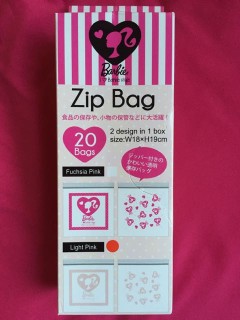 Barbie
Zip Bag
食品の保存や、小物の保管などに大活躍!
20
Bags
2 design in 1 box
size:W18×H19cm
Fuchsia Pink
ジッパー付きの
かわいい透明
保存バッグ
Barbie
Light Pink
Barbie